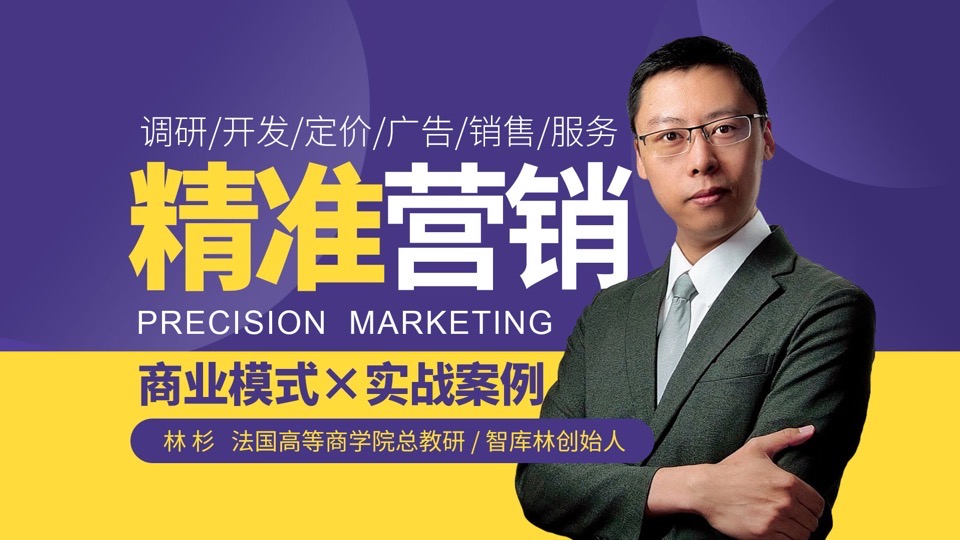 调研/开发/定价/广告/销售/服务
精准营销
PRECISION MARKETING
商业模式×实战案例
林杉 法国高等商学院总教研/智库林创始人